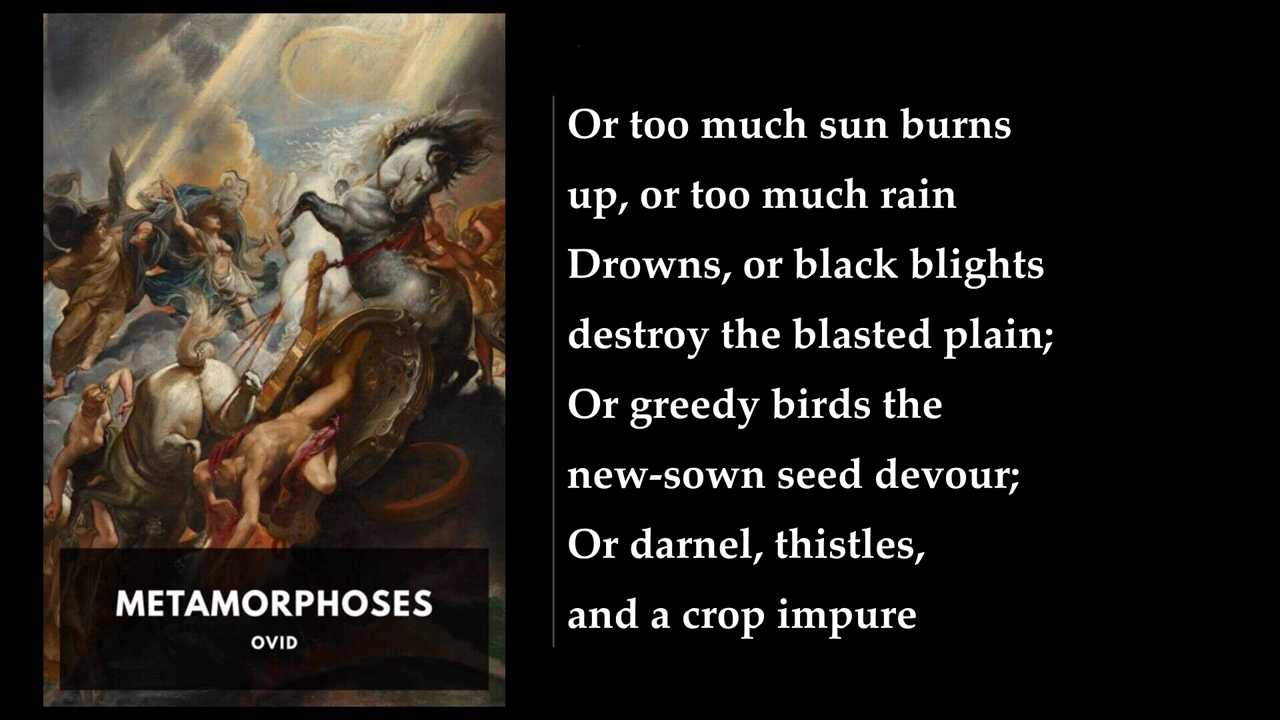 METAMORPHOSES
OVID
Or too much sun burns
up, or too much rain
Drowns, or black blights
destroy the blasted plain;
Or greedy birds the
new-sown seed devour;
Or darnel, thistles,
and a crop impure